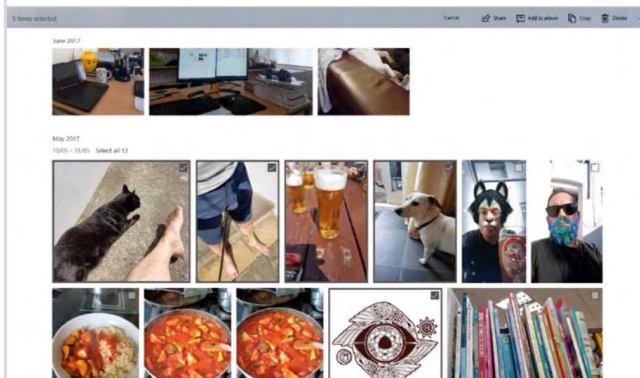 5 items selected
Cancel
Share
Add to album
Copy
Delete
June 2017
May 2017
10/05 - 31/05 Select all 12